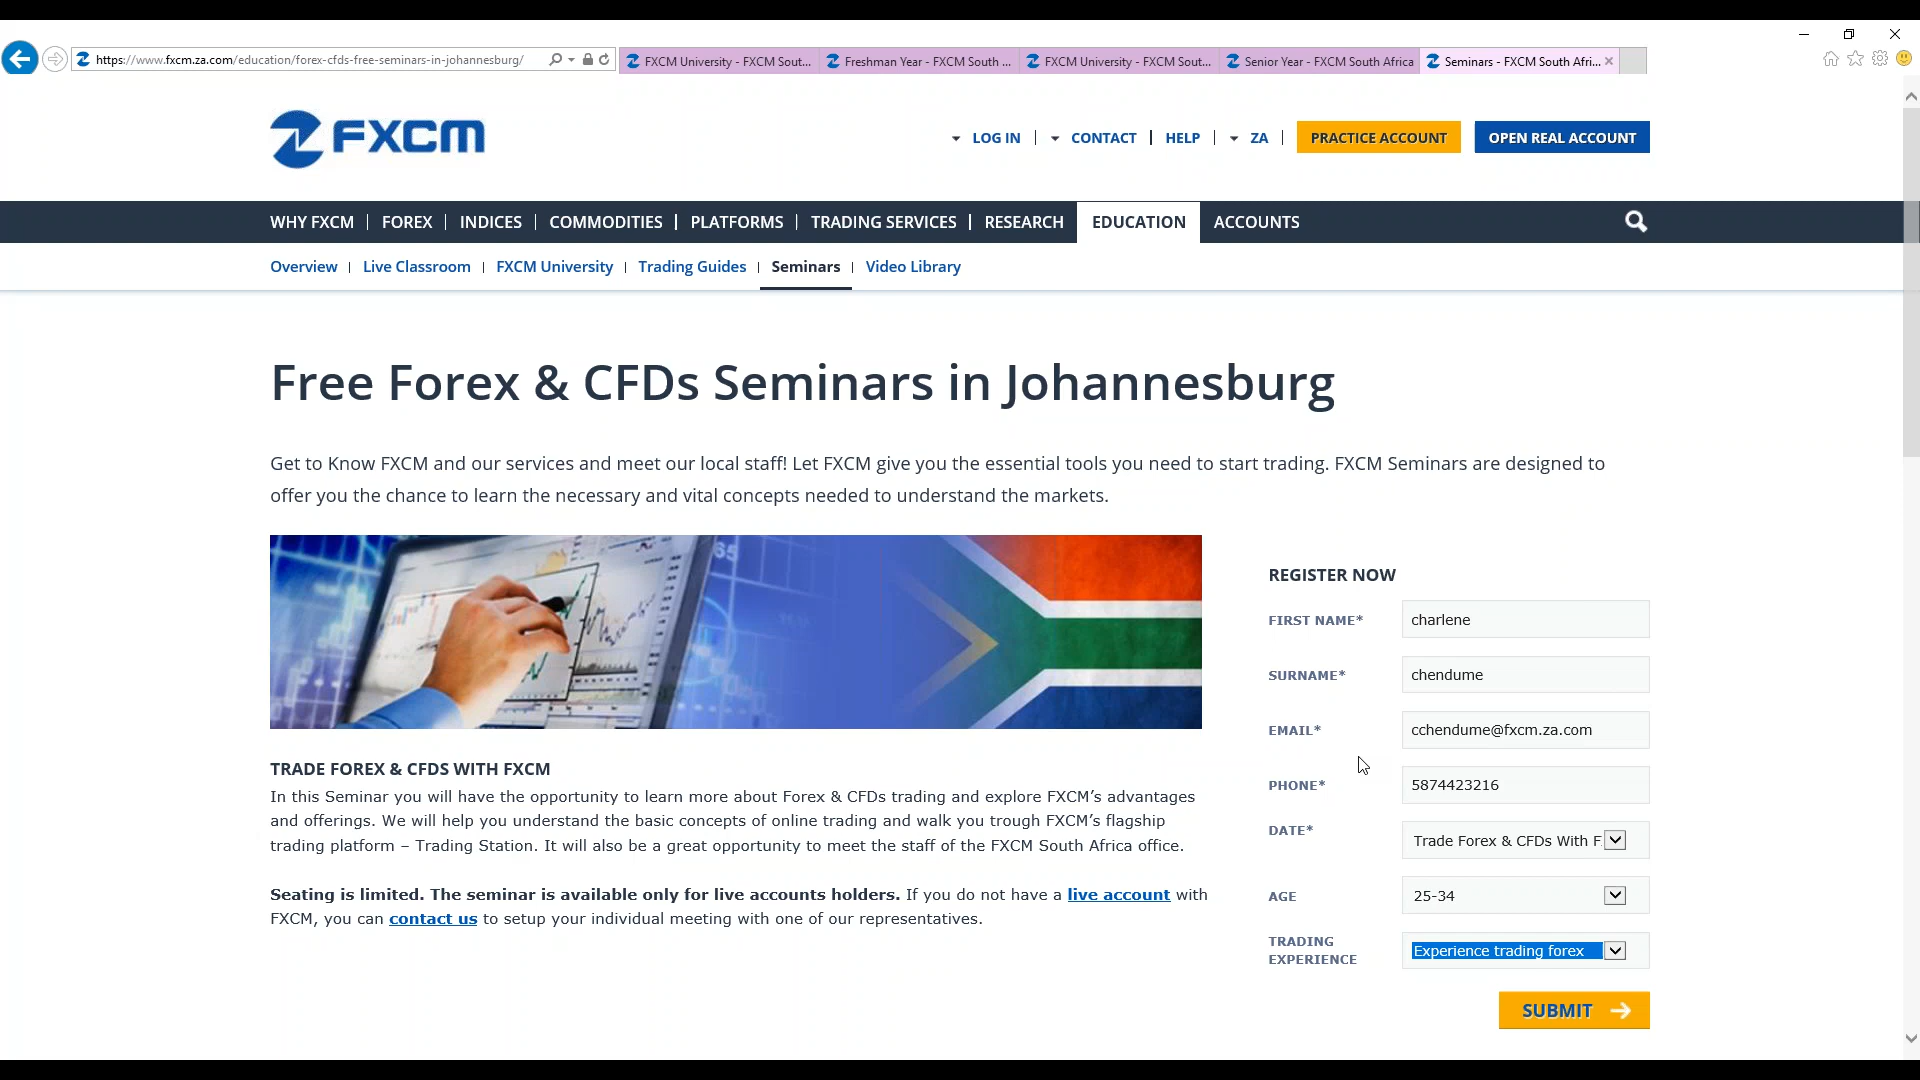 https://www.fxcm.za.com/education/forex-cfds-free-seminars-in-johannesburg/
FXCM University - FXCM Sout...
Freshman Year - FXCM South ...
FXCM University - FXCM Sout...
Senior Year - FXCM South Africa
Seminars - FXCM South Afri...
FXCM
LOG IN
CONTACT
HELP
ZA
PRACTICE ACCOUNT
OPEN REAL ACCOUNT
WHY FXCM
FOREX
INDICES
COMMODITIES
PLATFORMS
TRADING SERVICES
RESEARCH
EDUCATION
ACCOUNTS
Overview
Live Classroom
FXCM University
Trading Guides
Seminars
Video Library
Free Forex & CFDs Seminars in Johannesburg
Get to Know FXCM and our services and meet our local staff! Let FXCM give you the essential tools you need to start trading. FXCM Seminars are designed to
offer you the chance to learn the necessary and vital concepts needed to understand the markets.
65
TRADE FOREX & CFDS WITH FXCM
In this Seminar you will have the opportunity to learn more about Forex & CFDs trading and explore FXCM's advantages
and offerings. We will help you understand the basic concepts of online trading and walk you trough FXCM's flagship
trading platform – Trading Station. It will also be a great opportunity to meet the staff of the FXCM South Africa office.
Seating is limited. The seminar is available only for live accounts holders. If you do not have a live account with
FXCM, you can contact us to setup your individual meeting with one of our representatives.
REGISTER NOW
FIRST NAME*
charlene
SURNAME*
chendume
EMAIL*
cchendume@fxcm.za.com
PHONE*
5874423216
DATE*
Trade Forex & CFDs With F
AGE
25-34
TRADING
EXPERIENCE
Experience trading forex
SUBMIT